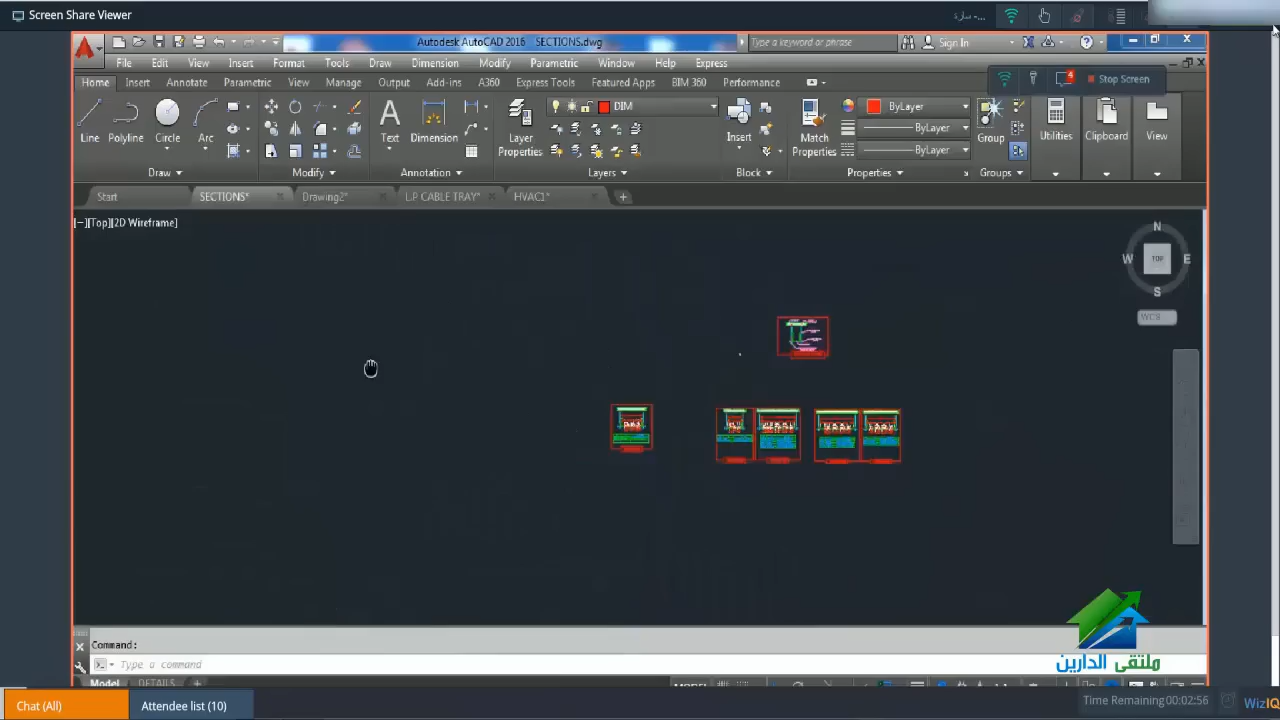 Screen Share Viewer
سارة -...
Autodesk AutoCAD 2016 SECTIONS.dwg
Type a keyword or phrase
Sign In
File Edit View Insert Format Tools Draw Dimension Modify Parametric Window Help Express
Home Insert Annotate Parametric View Manage Output Add-ins A360 Express Tools Featured Apps BIM 360 Performance
4 Stop Screen
DIM
ByLayer
Line Polyline Circle Arc Text Dimension Layer Properties Insert Match Properties Group Utilities Clipboard View
ByLayer
ByLayer
Draw Modify Annotation Layers Block Properties Groups
Start SECTIONS* Drawing2* L.P CABLE TRAY* HVAC1*
[−][Top][2D Wireframe]
N
W TOP E
S
WCS
Command:
Type a command
ملتقى الدارين
Model DETAILS + MODEL
Chat (All) Attendee list (10) Time Remaining 00:02:56 WizIQ